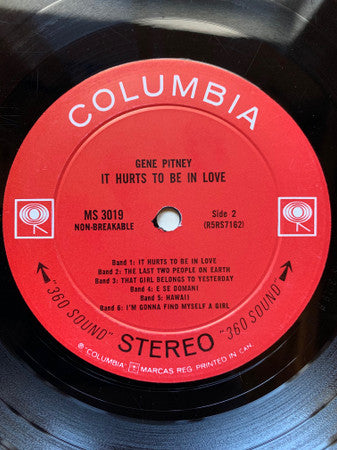 COLUMBIA
GENE PITNEY
IT HURTS TO BE IN LOVE
MS 3019
NON-BREAKABLE
Side 2
(R5RS7162)
Band 1: IT HURTS TO BE IN LOVE
Band 2: THE LAST TWO PEOPLE ON EARTH
Band 3: THAT GIRL BELONGS TO YESTERDAY
Band 4: E SE DOMANI
Band 5: HAWAII
Band 6: I'M GONNA FIND MYSELF A GIRL
"360 SOUND" STEREO "360 SOUND"
℗ "COLUMBIA" MARCAS REG. PRINTED IN CAN.